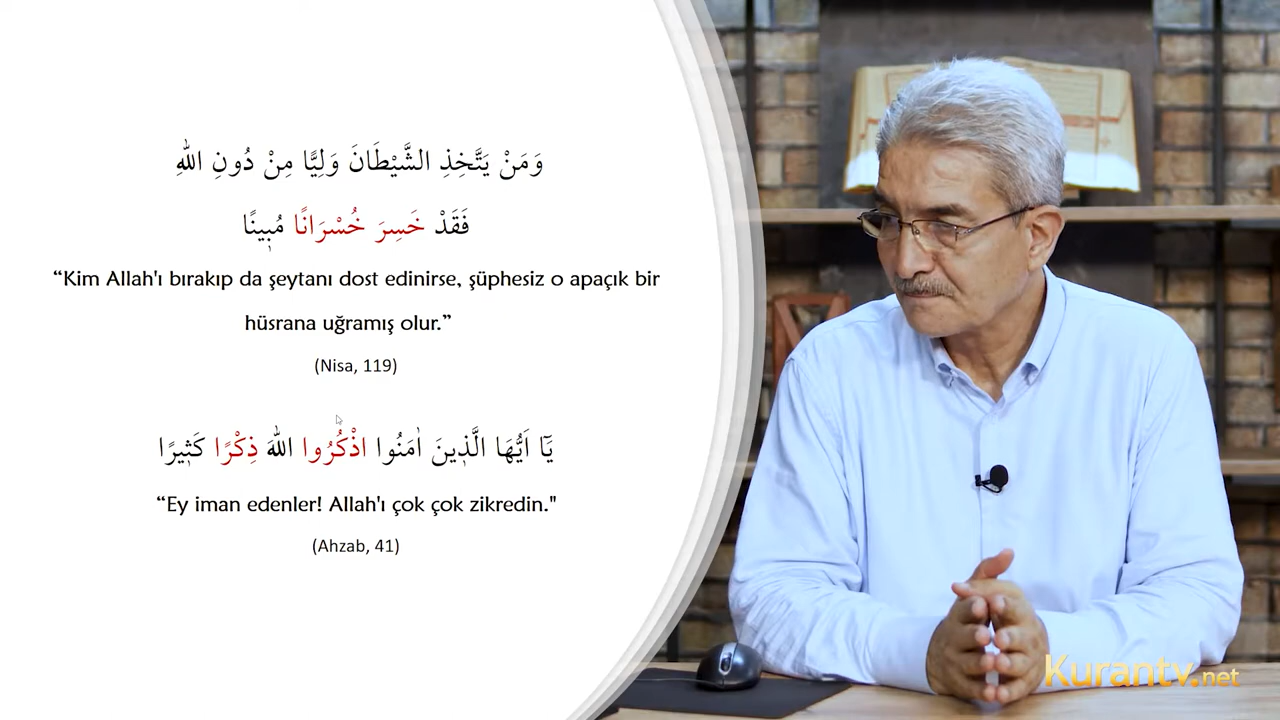 وَمَنْ يَتَّخِذِ الشَّيْطَانَ وَلِيًّا مِنْ دُونِ اللّٰهِ
فَقَدْ خَسِرَ خُسْرَانًا مُب۪ينًا
“Kim Allah'ı bırakıp da şeytanı dost edinirse, şüphesiz o apaçık bir
hüsrana uğramış olur.”
(Nisa, 119)
يَٓا اَيُّهَا الَّذ۪ينَ اٰمَنُوا اذْكُرُوا اللّٰهَ ذِكْرًا كَث۪يرًا
“Ey iman edenler! Allah'ı çok çok zikredin."
(Ahzab, 41)
Kurantv.net